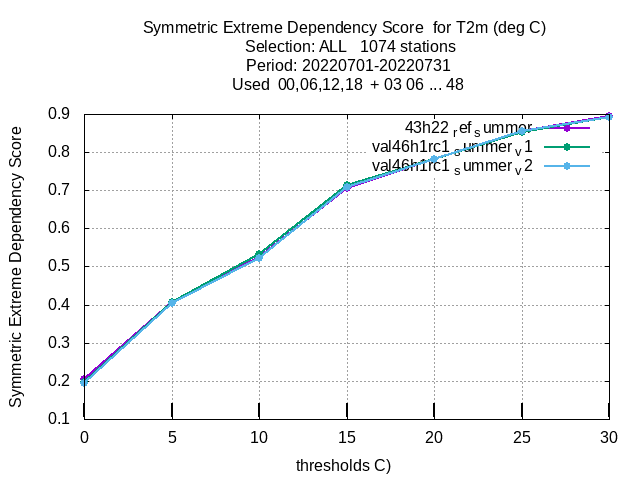 Symmetric Extreme Dependency Score  for T2m (deg C)
Selection: ALL   1074 stations
Period: 20220701-20220731
Used  00,06,12,18  + 03 06 ... 48
Symmetric Extreme Dependency Score
0.9
0.8
0.7
0.6
0.5
0.4
0.3
0.2
0.1
43h22 ref summer
val46h1rc1 summer v1
val46h1rc1 summer v2
0 5 10 15 20 25 30
thresholds C)